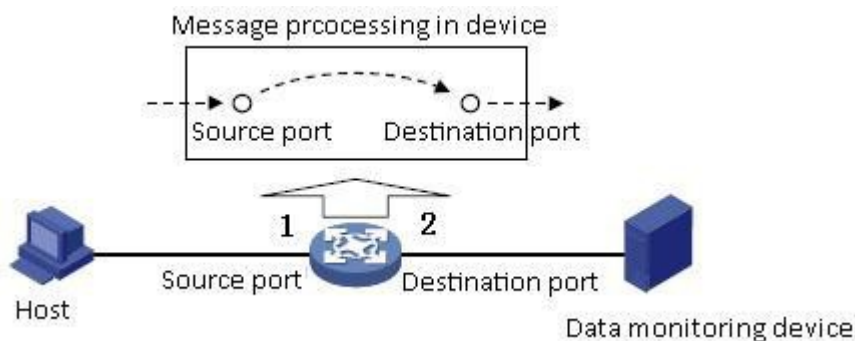 Message prcocessing in device
Source port
Destination port
1
2
Source port
Destination port
Host
Data monitoring device